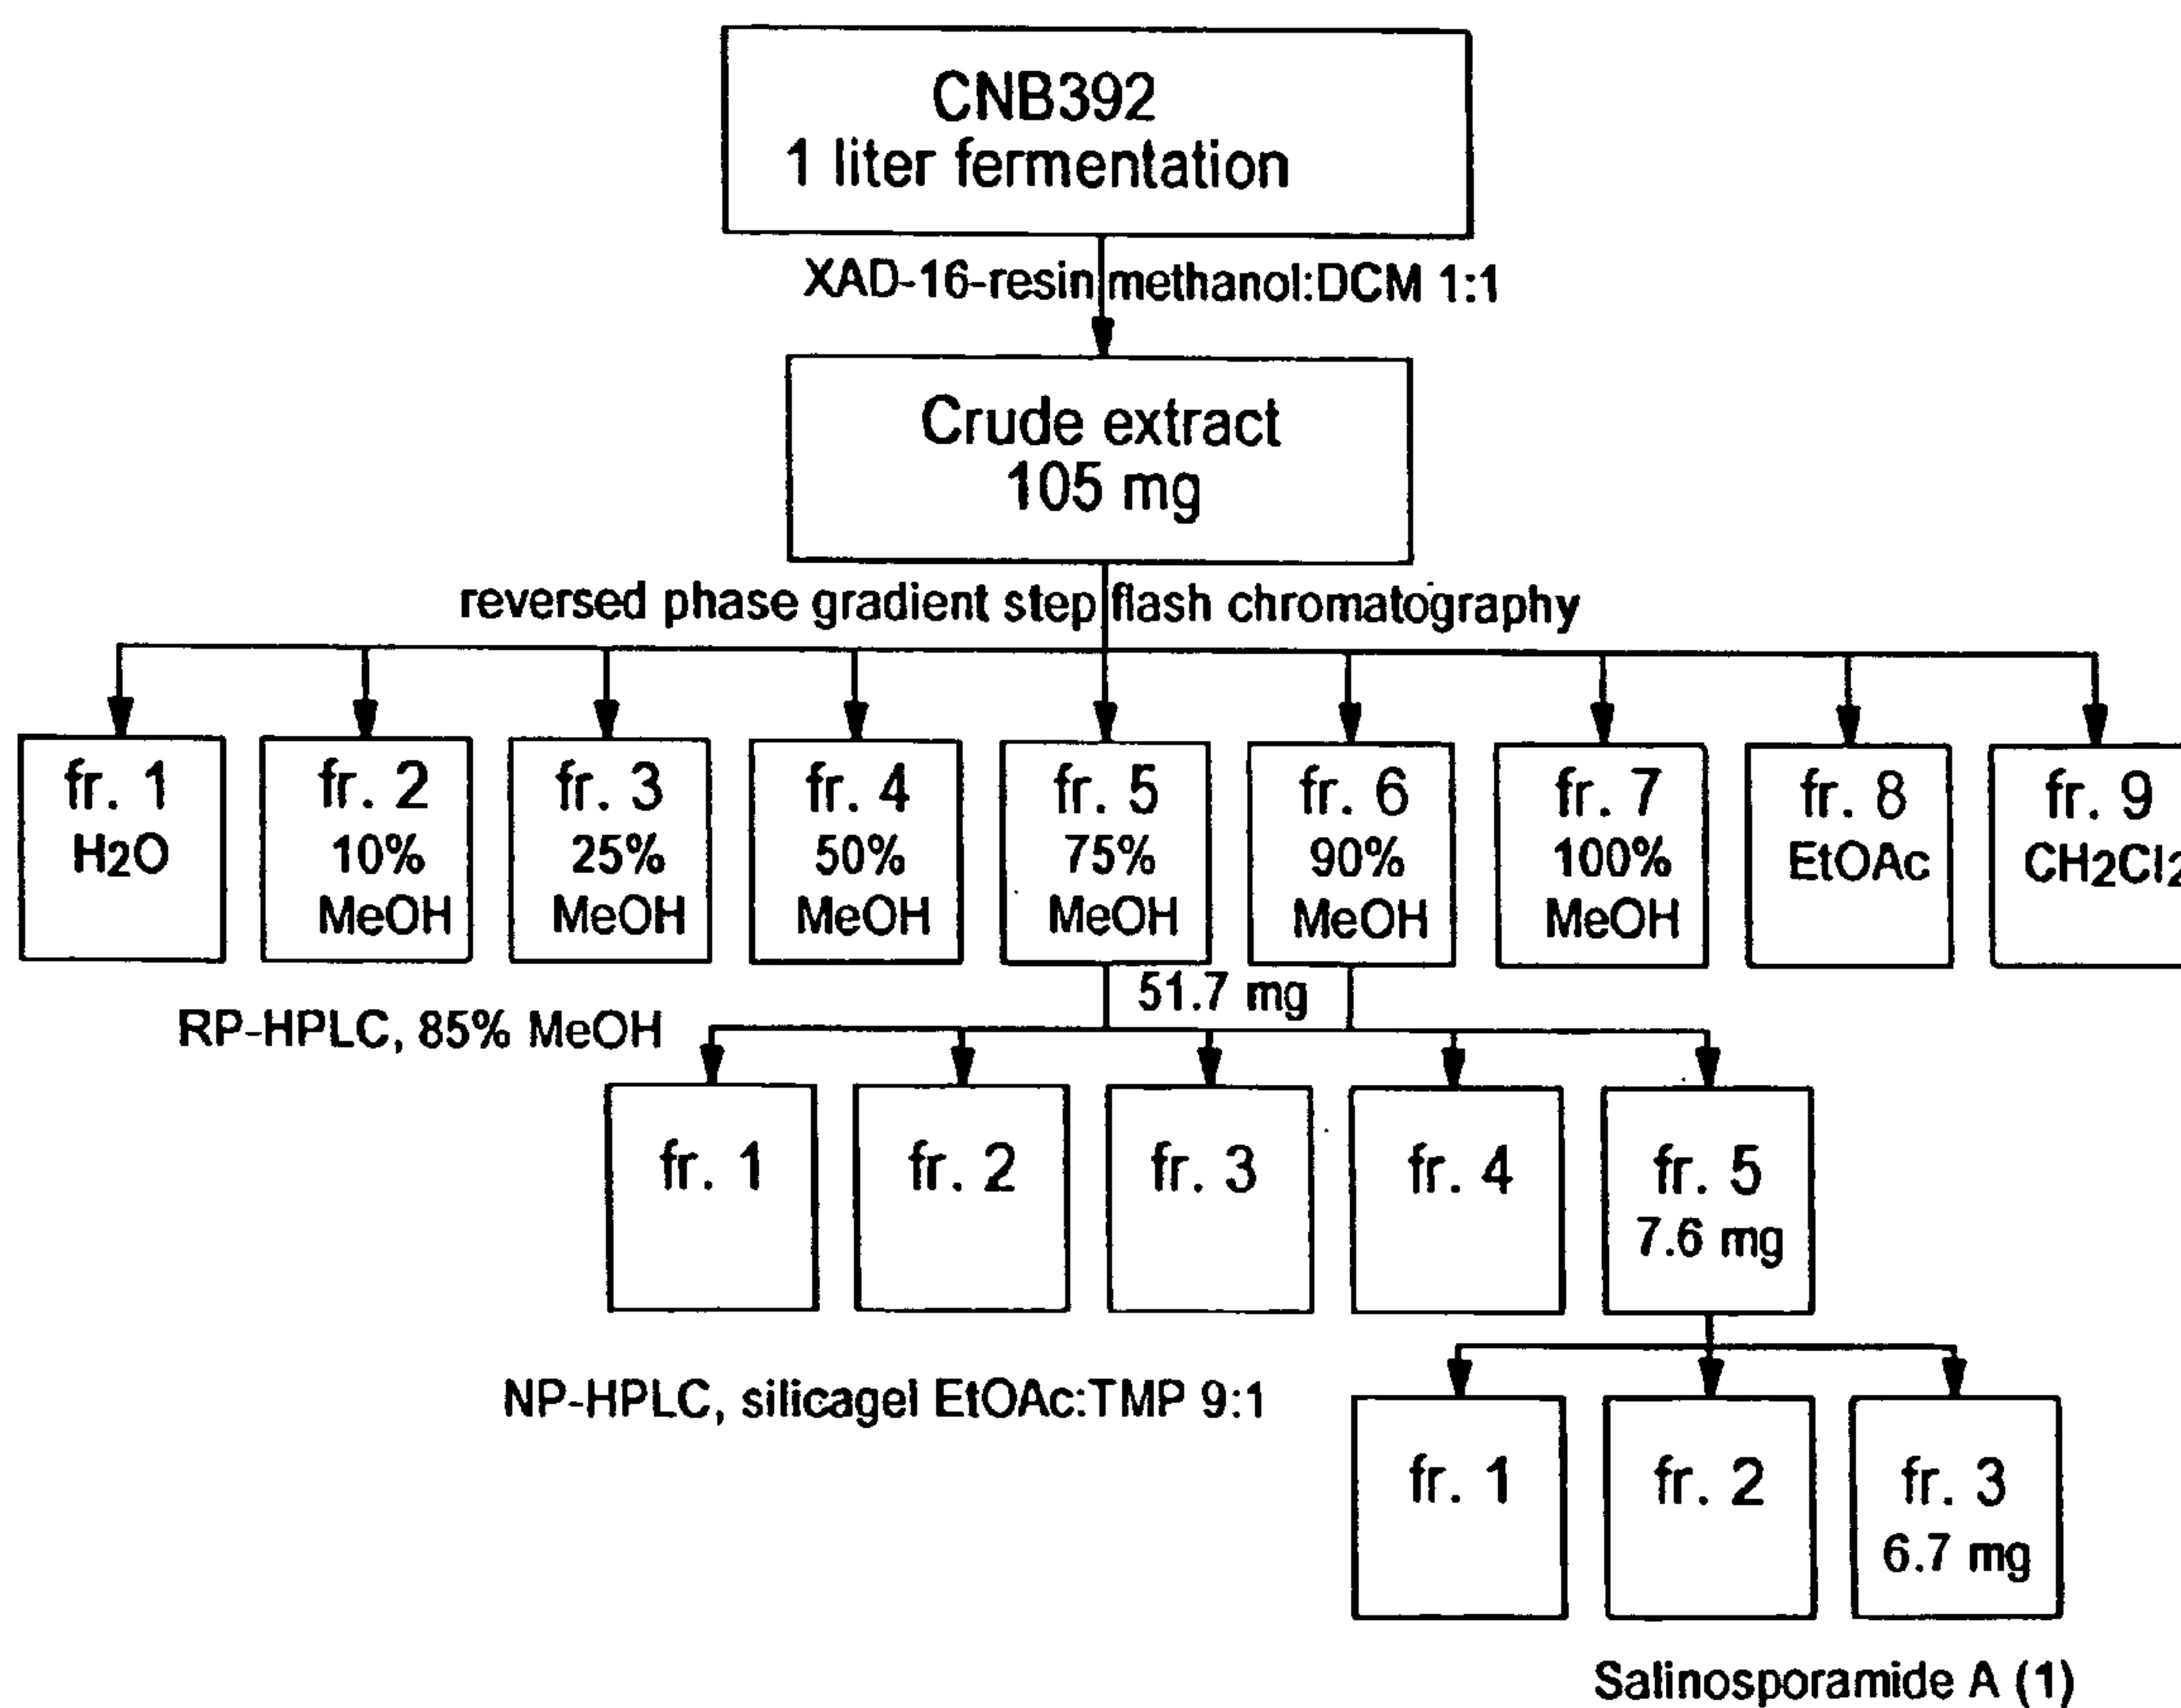 CNB392
1 liter fermentation
XAD-16-resin methanol:DCM 1:1
Crude extract
105 mg
reversed phase gradient step flash chromatography
fr. 1
H2O
fr. 2
10%
MeOH
fr. 3
25%
MeOH
fr. 4
50%
MeOH
fr. 5
75%
MeOH
fr. 6
90%
MeOH
fr. 7
100%
MeOH
fr. 8
EtOAc
fr. 9
CH2Cl2
51.7 mg
RP-HPLC, 85% MeOH
fr. 1
fr. 2
fr. 3
fr. 4
fr. 5
7.6 mg
NP-HPLC, silicagel EtOAc:TMP 9:1
fr. 1
fr. 2
fr. 3
6.7 mg
Salinosporamide A (1)